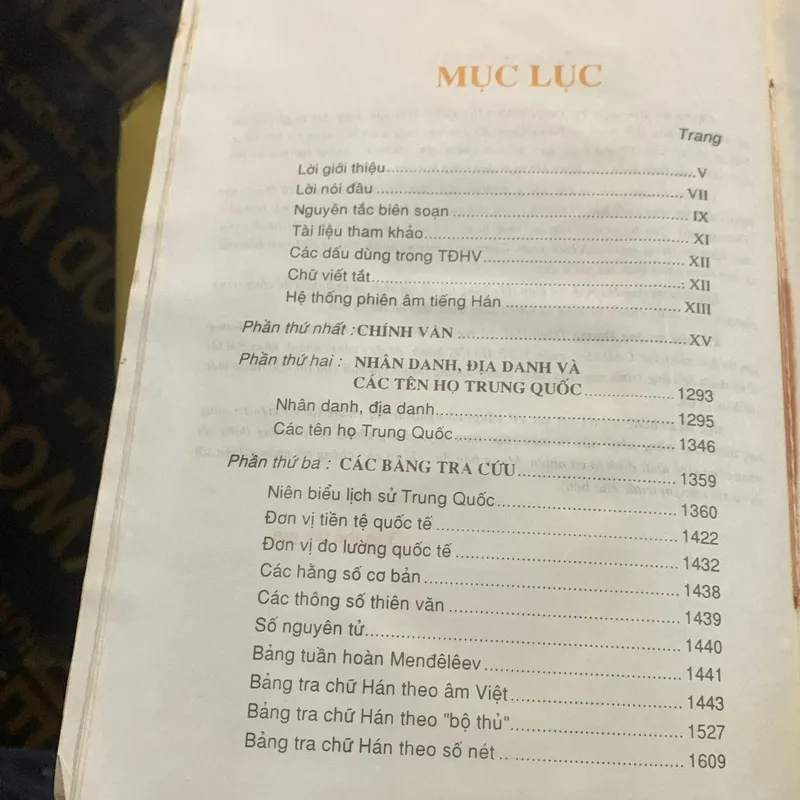 MỤC LỤC
Trang
Lời giới thiệu........V
Lời nói đầu........VII
Nguyên tắc biên soạn........IX
Tài liệu tham khảo........XI
Các dấu dùng trong TĐHV........XII
Chữ viết tắt........XII
Hệ thống phiên âm tiếng Hán........XIII
Phần thứ nhất : CHÍNH VĂN........XV
Phần thứ hai : NHÂN DANH, ĐỊA DANH VÀ
CÁC TÊN HỌ TRUNG QUỐC........1293
Nhân danh, địa danh........1295
Các tên họ Trung Quốc........1346
Phần thứ ba : CÁC BẢNG TRA CỨU........1359
Niên biểu lịch sử Trung Quốc........1360
Đơn vị tiền tệ quốc tế........1422
Đơn vị đo lường quốc tế........1432
Các hằng số cơ bản........1438
Các thông số thiên văn........1439
Số nguyên tử........1440
Bảng tuần hoàn Menđêlêev........1441
Bảng tra chữ Hán theo âm Việt........1443
Bảng tra chữ Hán theo "bộ thủ"........1527
Bảng tra chữ Hán theo số nét........1609